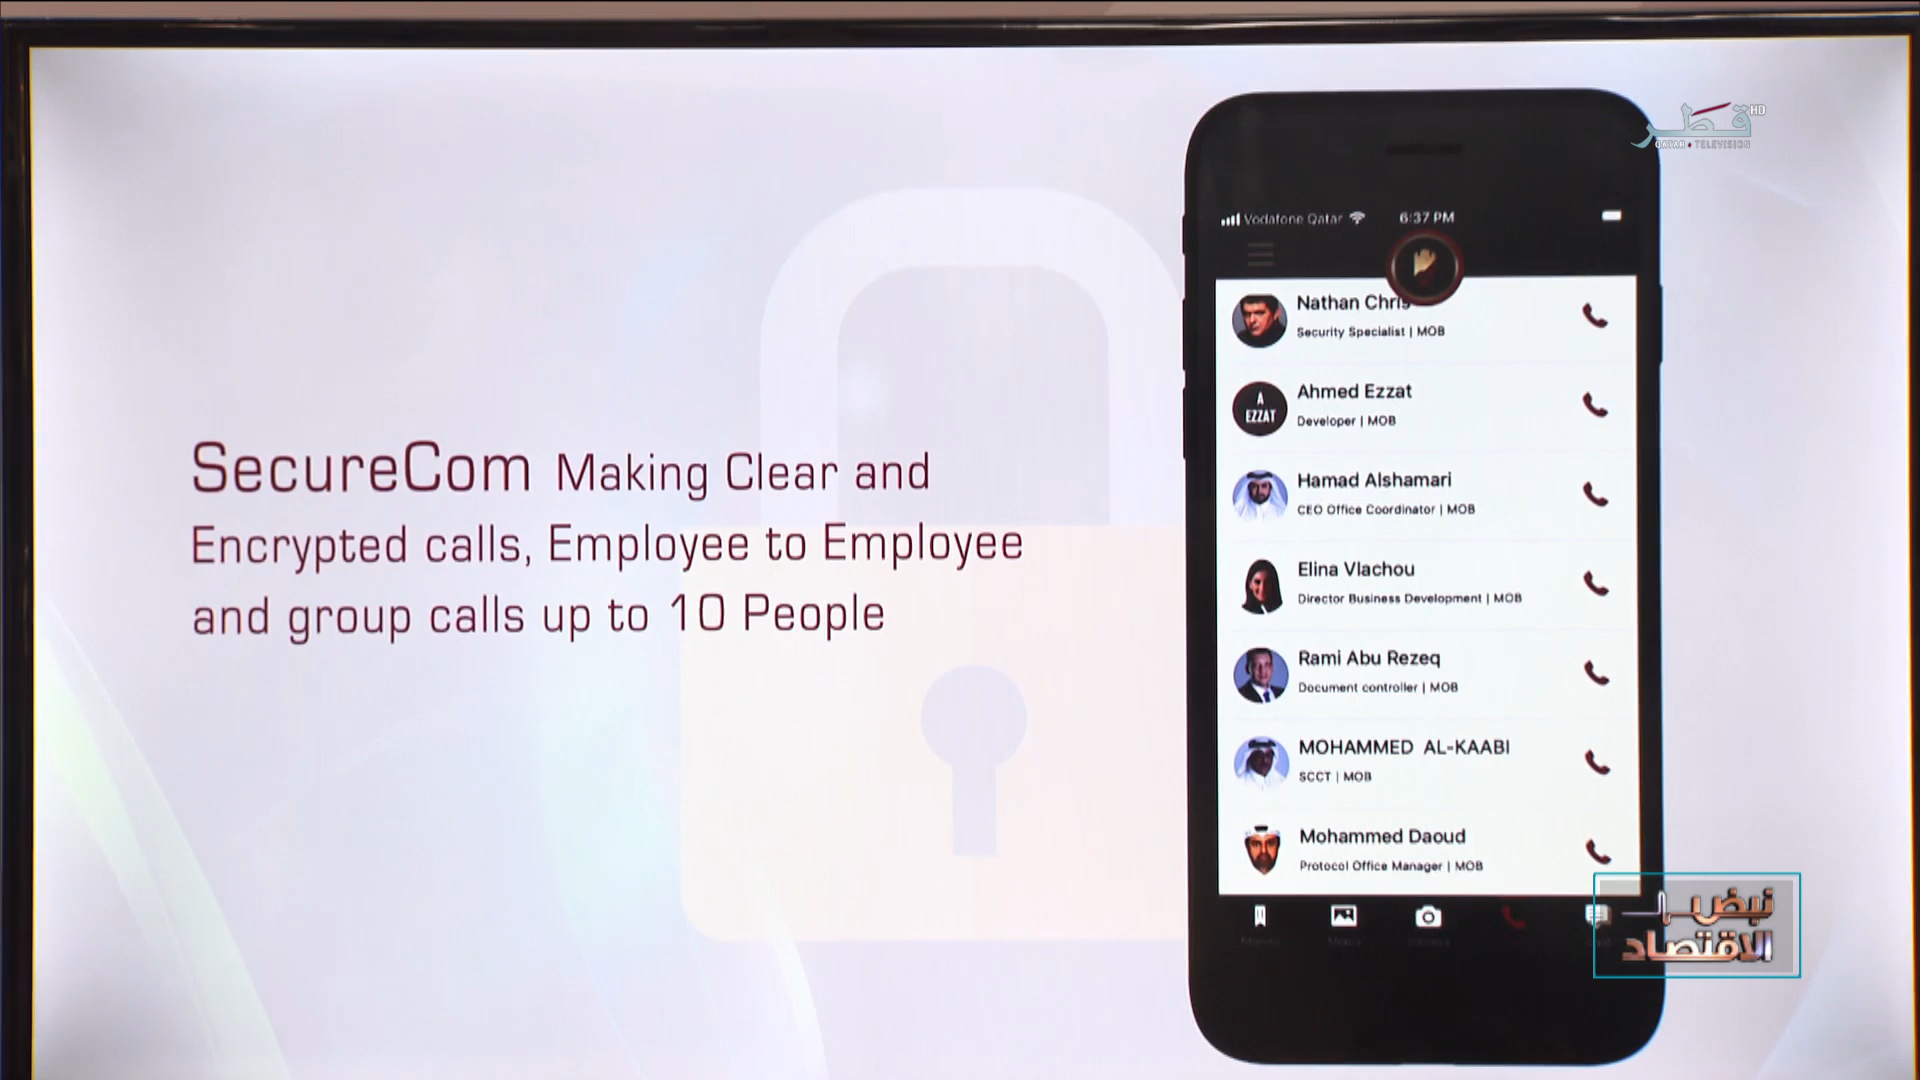 SecureCom Making Clear and
Encrypted calls, Employee to Employee
and group calls up to 10 People
قطر HD
QATAR TELEVISION
Vodafone Qatar 6:37 PM
Nathan Chris
Security Specialist | MOB
A
EZZAT
Ahmed Ezzat
Developer | MOB
Hamad Alshamari
CEO Office Coordinator | MOB
Elina Vlachou
Director Business Development | MOB
Rami Abu Rezeq
Document controller | MOB
MOHAMMED AL-KAABI
SCCT | MOB
Mohammed Daoud
Protocol Office Manager | MOB
نبض
الاقتصاد